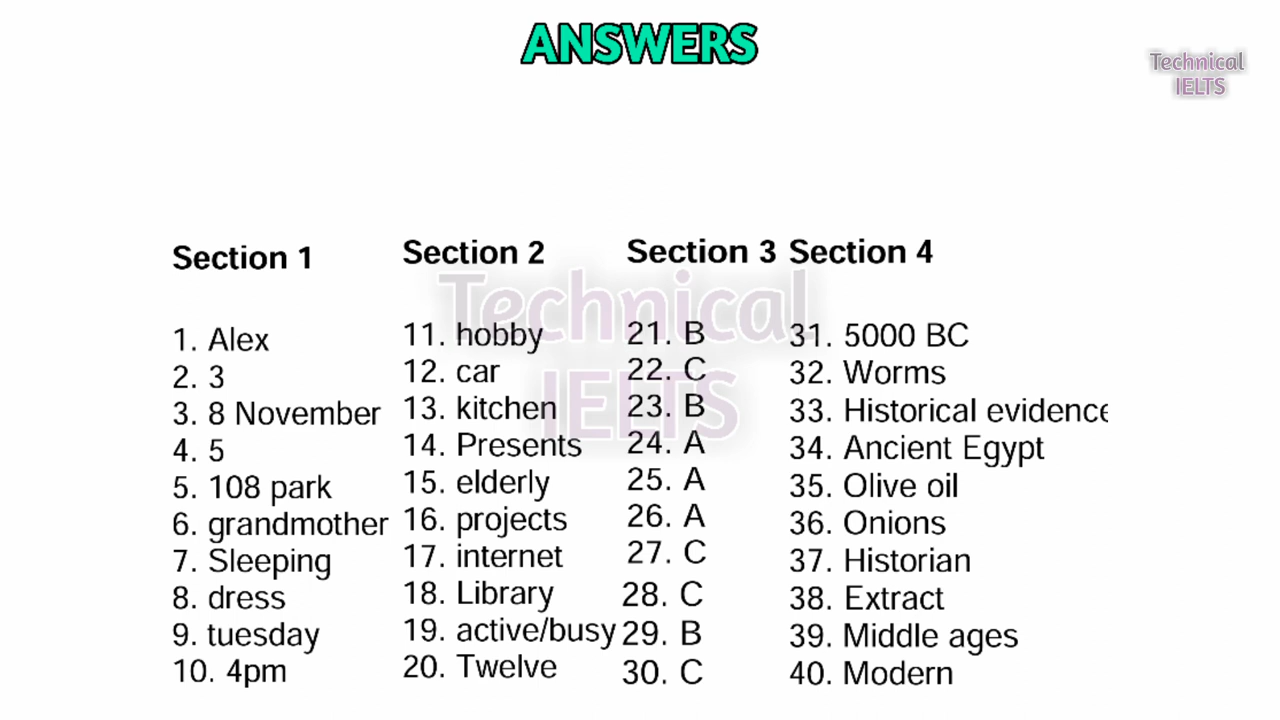 ANSWERS
Technical
IELTS
Section 1
1. Alex
2. 3
3. 8 November
4. 5
5. 108 park
6. grandmother
7. Sleeping
8. dress
9. tuesday
10. 4pm
Section 2
11. hobby
12. car
13. kitchen
14. Presents
15. elderly
16. projects
17. internet
18. Library
19. active/busy
20. Twelve
Section 3
21. B
22. C
23. B
24. A
25. A
26. A
27. C
28. C
29. B
30. C
Section 4
31. 5000 BC
32. Worms
33. Historical evidence
34. Ancient Egypt
35. Olive oil
36. Onions
37. Historian
38. Extract
39. Middle ages
40. Modern
Technical
IELTS